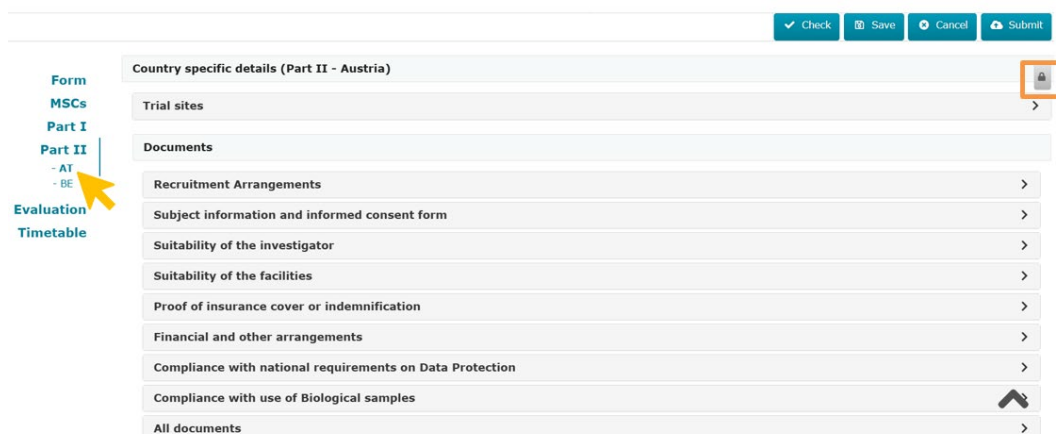 Check Save Cancel Submit
Country specific details (Part II - Austria)
Form
MSCs
Trial sites
Part I
Part II
Documents
- AT
- BE
Recruitment Arrangements
Evaluation
Subject information and informed consent form
Timetable
Suitability of the investigator
Suitability of the facilities
Proof of insurance cover or indemnification
Financial and other arrangements
Compliance with national requirements on Data Protection
Compliance with use of Biological samples
All documents